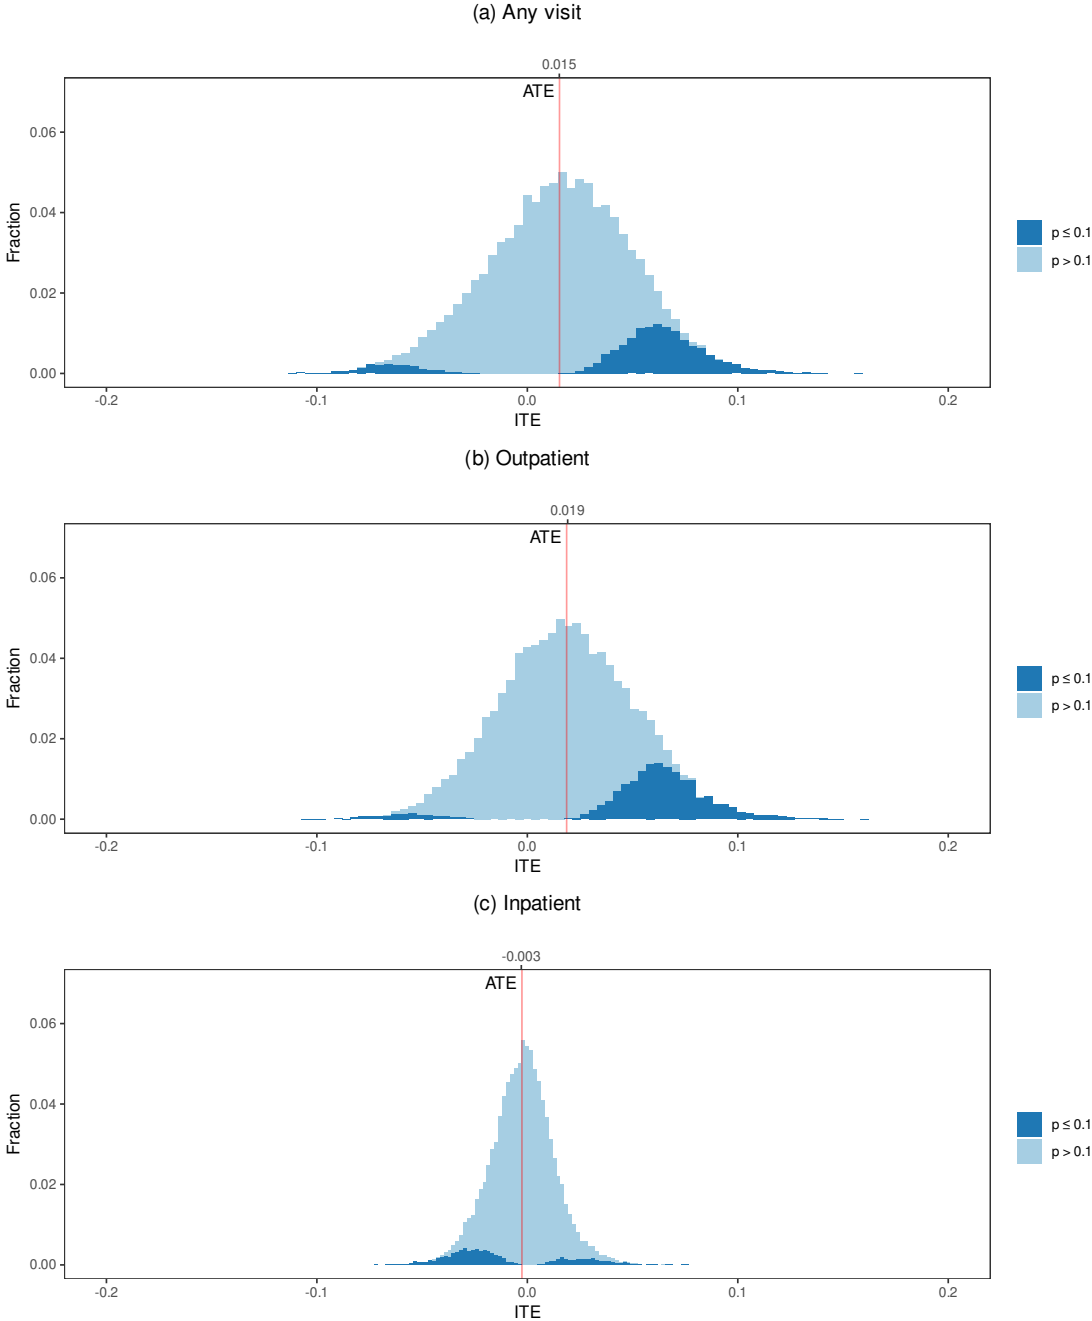 (a) Any visit
0.015
ATE
0.06
0.04
0.02
0.00
Fraction
-0.2 -0.1 0.0 0.1 0.2
ITE
p ≤ 0.1
p > 0.1
(b) Outpatient
0.019
ATE
0.06
0.04
0.02
0.00
Fraction
-0.2 -0.1 0.0 0.1 0.2
ITE
p ≤ 0.1
p > 0.1
(c) Inpatient
-0.003
ATE
0.06
0.04
0.02
0.00
Fraction
-0.2 -0.1 0.0 0.1 0.2
ITE
p ≤ 0.1
p > 0.1